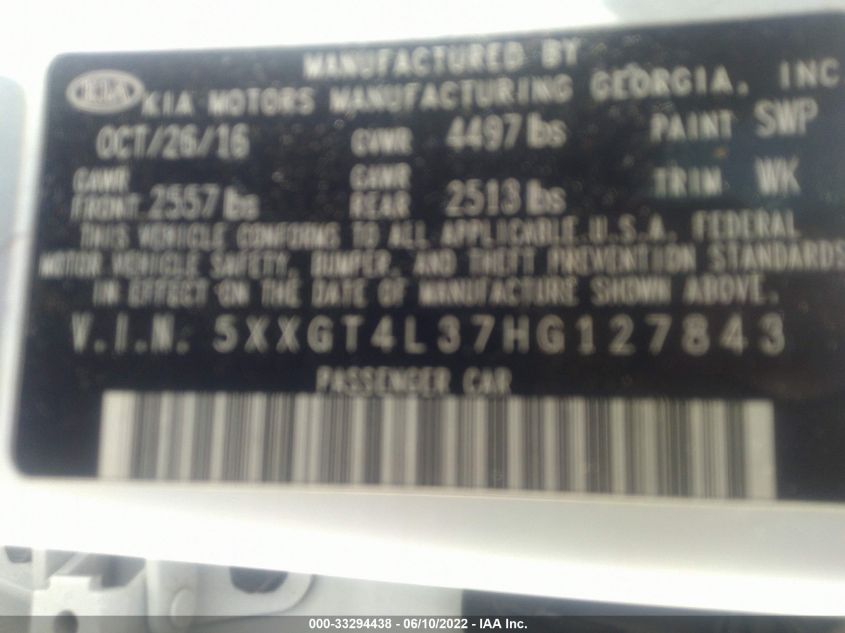 MANUFACTURED BY
KIA KIA MOTORS MANUFACTURING GEORGIA, INC
OCT/26/16 GVWR 4497 lbs PAINT SWP
GAWR FRONT 2557 lbs GAWR REAR 2513 lbs TRIM WK
THIS VEHICLE CONFORMS TO ALL APPLICABLE U.S.A. FEDERAL
MOTOR VEHICLE SAFETY, BUMPER, AND THEFT PREVENTION STANDARDS
IN EFFECT ON THE DATE OF MANUFACTURE SHOWN ABOVE.
V.I.N. 5XXGT4L37HG127843
PASSENGER CAR
000-33294438 - 06/10/2022 - IAA Inc.